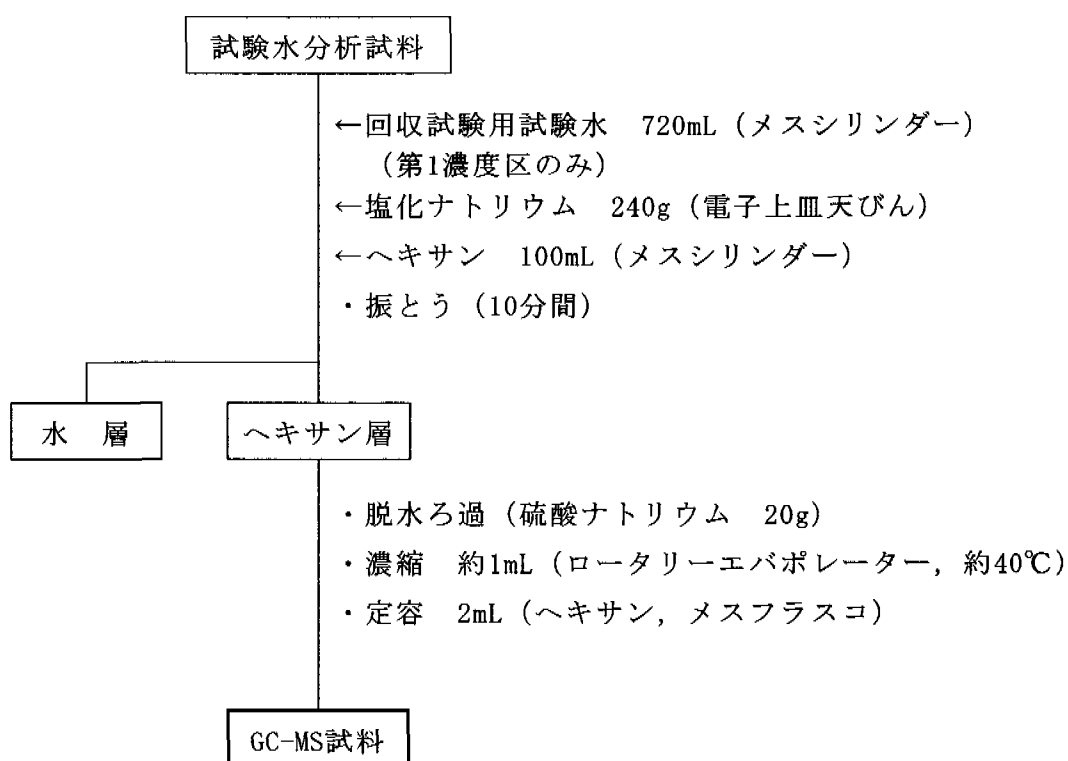 試験水分析試料
←回収試験用試験水　720mL（メスシリンダー）
（第1濃度区のみ）
←塩化ナトリウム　240g（電子上皿天びん）
←ヘキサン　100mL（メスシリンダー）
・振とう（10分間）
水　層
ヘキサン層
・脱水ろ過（硫酸ナトリウム　20g）
・濃縮　約1mL（ロータリーエバポレーター, 約40℃）
・定容　2mL（ヘキサン, メスフラスコ）
GC-MS試料